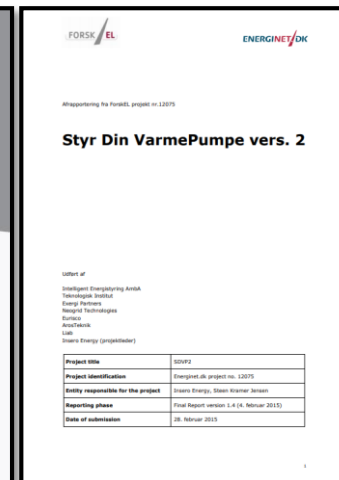 FORSK EL
ENERGINET/DK
Afrapportering fra ForskEL projekt nr.12075
Styr Din VarmePumpe vers. 2
Udført af
Intelligent Energistyring AmbA
Teknologisk Institut
Exergi Partners
Neogrid Technologies
Eurisco
ArosTeknik
Liab
Insero Energy (projektleder)
Project title SDVP2
Project identification Energinet.dk project no. 12075
Entity responsible for the project Insero Energy, Steen Kramer Jensen
Reporting phase Final Report version 1.4 (4. februar 2015)
Date of submission 28. februar 2015
1